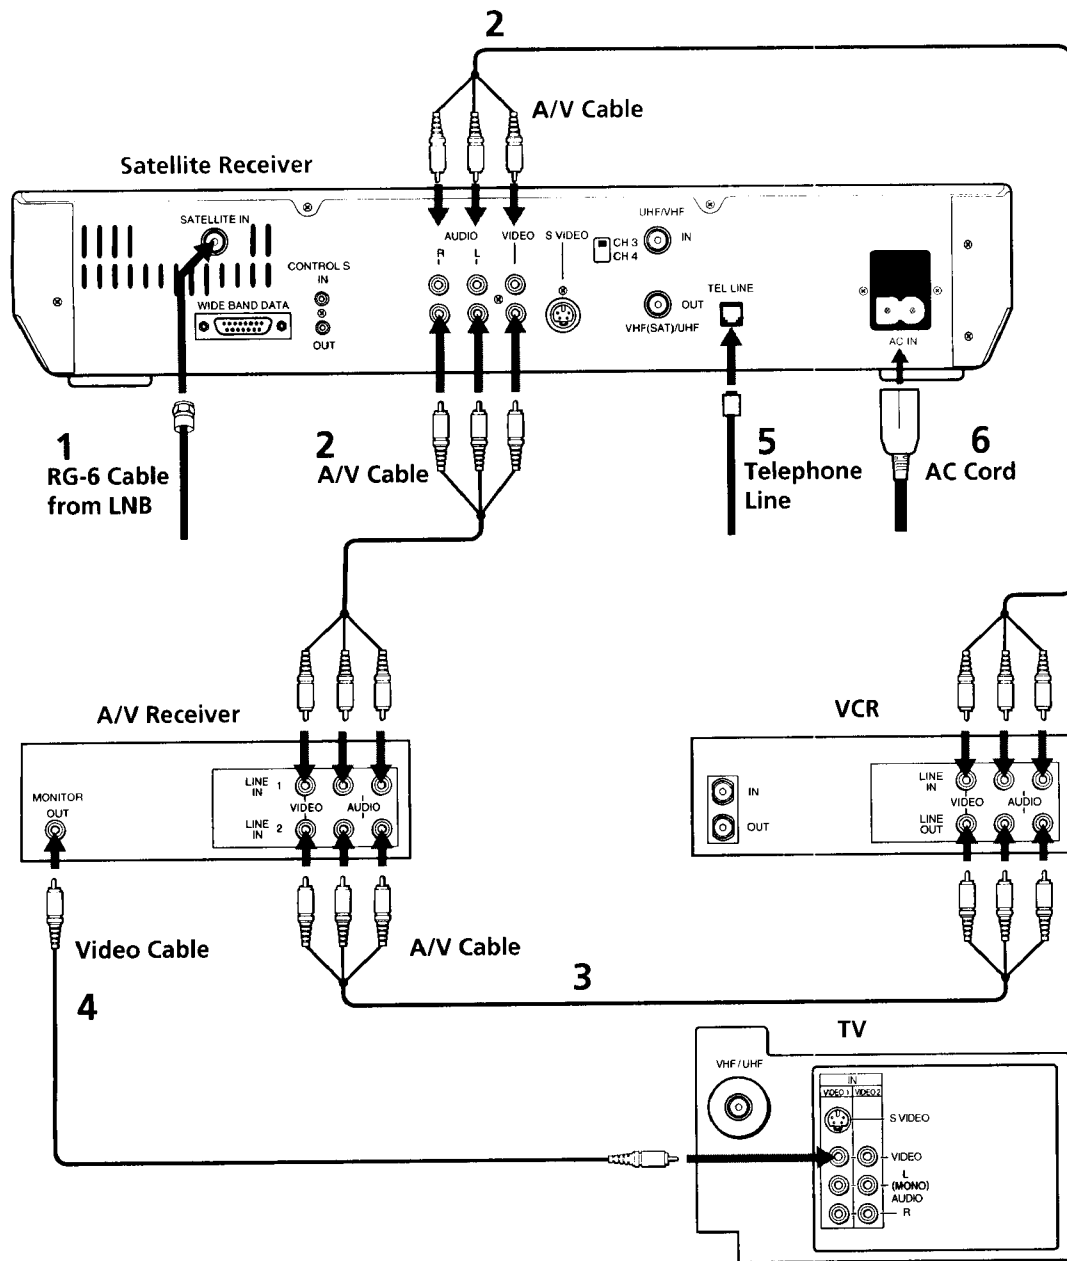 2
A/V Cable
Satellite Receiver
SATELLITE IN
CONTROL S
IN
OUT
WIDE BAND DATA
AUDIO
R
L
VIDEO
S VIDEO
UHF/VHF
IN
CH 3
CH 4
OUT
VHF(SAT)/UHF
TEL LINE
AC IN
1
RG-6 Cable
from LNB
2
A/V Cable
5
Telephone
Line
6
AC Cord
A/V Receiver
MONITOR
OUT
LINE
IN
1
VIDEO
AUDIO
LINE
IN
2
VCR
IN
OUT
LINE
IN
VIDEO
AUDIO
LINE
OUT
Video Cable
A/V Cable
4
3
TV
VHF/UHF
IN
VIDEO 1
VIDEO 2
S VIDEO
VIDEO
L
(MONO)
AUDIO
R